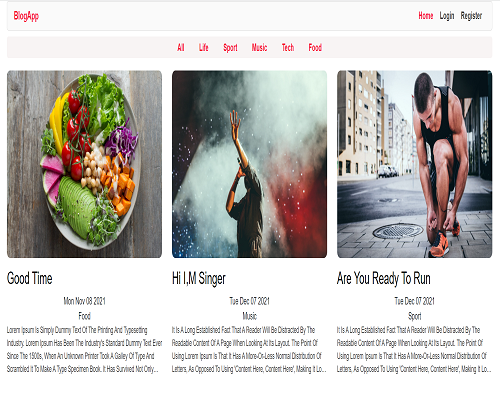 BlogApp
Home Login Register
All Life Sport Music Tech Food
Good Time
Mon Nov 08 2021
Food
Lorem Ipsum Is Simply Dummy Text Of The Printing And Typesetting
Industry. Lorem Ipsum Has Been The Industry's Standard Dummy Text Ever
Since The 1500s, When An Unknown Printer Took A Galley Of Type And
Scrambled It To Make A Type Specimen Book. It Has Survived Not Only…
Hi I,M Singer
Tue Dec 07 2021
Music
It Is A Long Established Fact That A Reader Will Be Distracted By The
Readable Content Of A Page When Looking At Its Layout. The Point Of
Using Lorem Ipsum Is That It Has A More-Or-Less Normal Distribution Of
Letters, As Opposed To Using 'Content Here, Content Here', Making It Lo…
Are You Ready To Run
Tue Dec 07 2021
Sport
It Is A Long Established Fact That A Reader Will Be Distracted By The
Readable Content Of A Page When Looking At Its Layout. The Point Of
Using Lorem Ipsum Is That It Has A More-Or-Less Normal Distribution Of
Letters, As Opposed To Using 'Content Here, Content Here', Making It Lo…